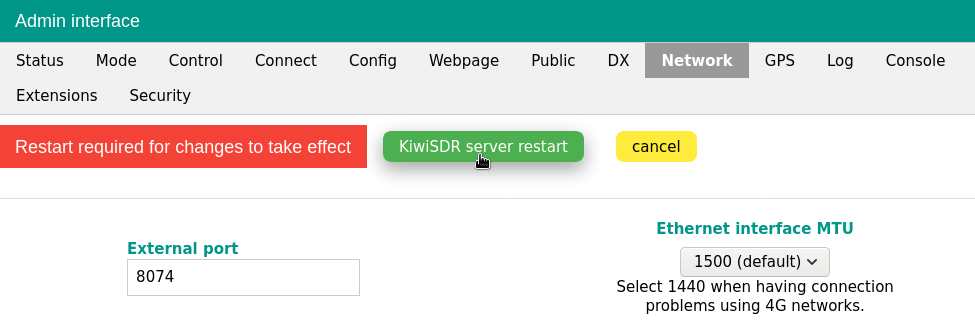 Admin interface
Status Mode Control Connect Config Webpage Public DX Network GPS Log Console
Extensions Security
Restart required for changes to take effect KiwiSDR server restart cancel
Ethernet interface MTU
External port
1500 (default)
8074
Select 1440 when having connection
problems using 4G networks.